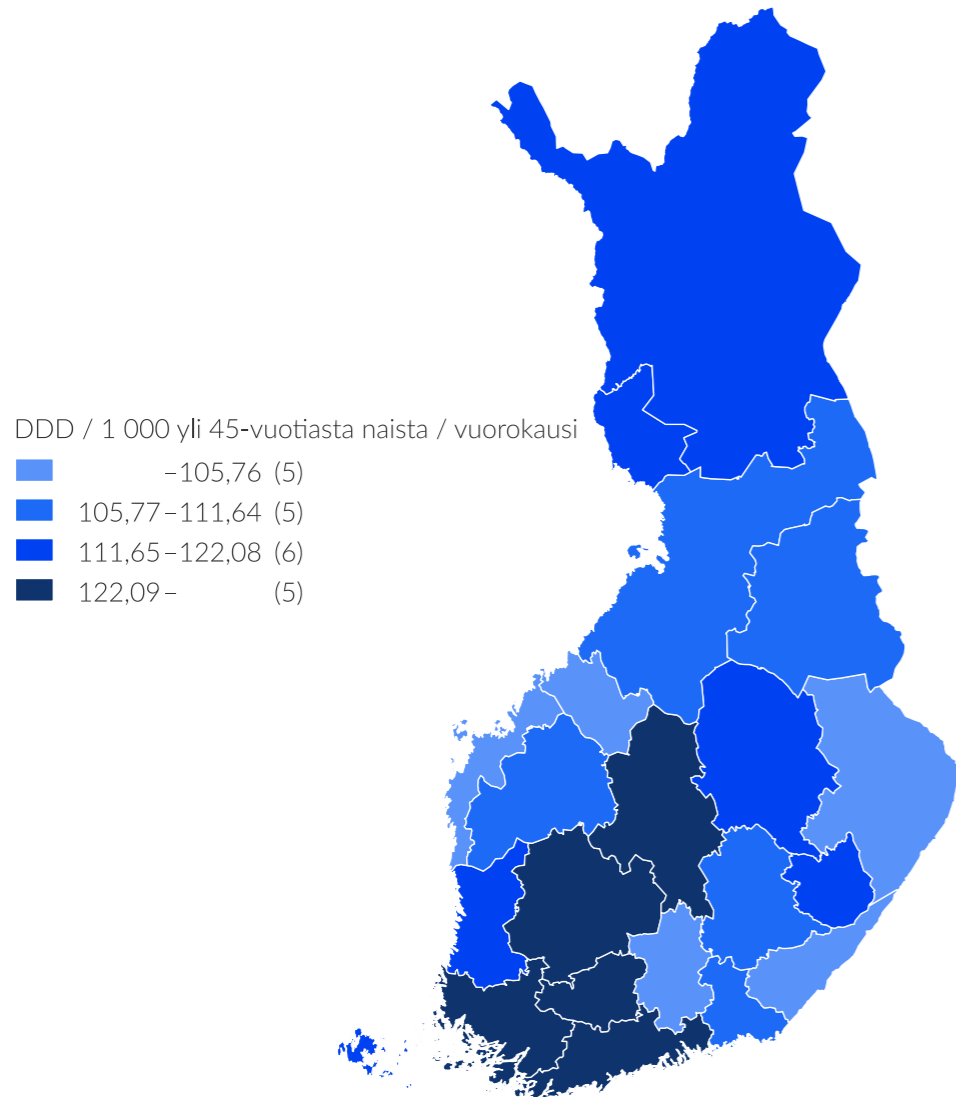 DDD / 1 000 yli 45-vuotiasta naista / vuorokausi
–105,76 (5)
105,77–111,64 (5)
111,65–122,08 (6)
122,09– (5)